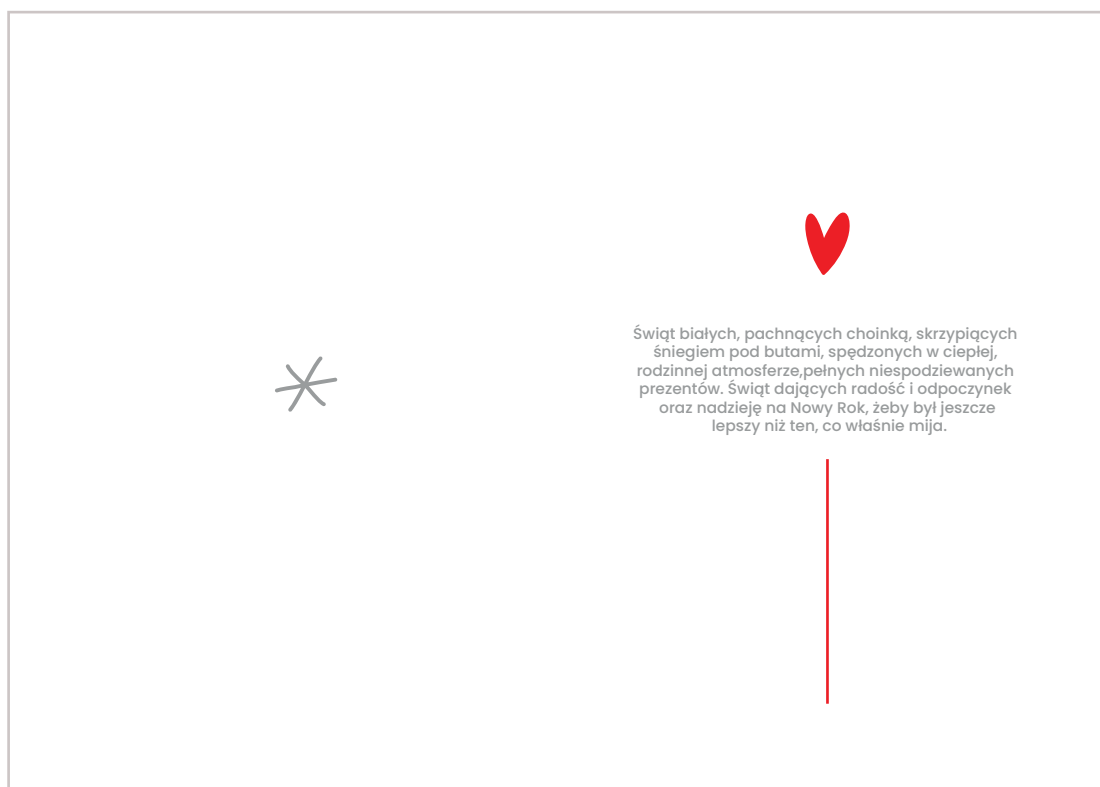 Świąt białych, pachnących choinką, skrzypiących
śniegiem pod butami, spędzonych w ciepłej,
rodzinnej atmosferze,pełnych niespodziewanych
prezentów. Świąt dających radość i odpoczynek
oraz nadzieję na Nowy Rok, żeby był jeszcze
lepszy niż ten, co właśnie mija.